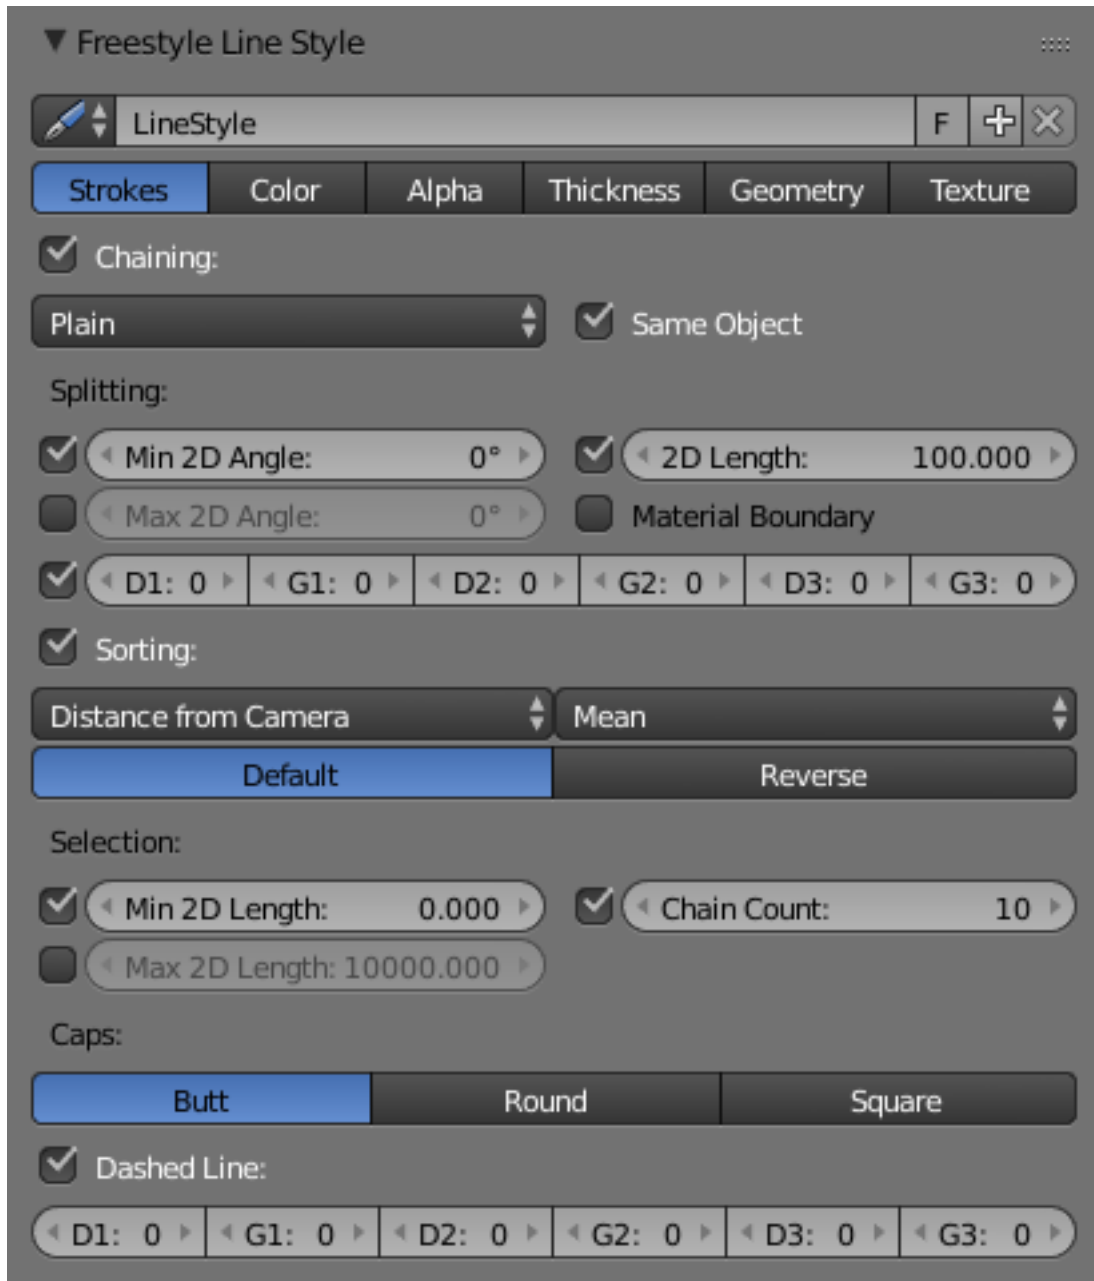 Freestyle Line Style
LineStyle F
Strokes Color Alpha Thickness Geometry Texture
Chaining:
Plain Same Object
Splitting:
Min 2D Angle: 0° 2D Length: 100.000
Max 2D Angle: 0° Material Boundary
D1: 0 G1: 0 D2: 0 G2: 0 D3: 0 G3: 0
Sorting:
Distance from Camera Mean
Default Reverse
Selection:
Min 2D Length: 0.000 Chain Count: 10
Max 2D Length: 10000.000
Caps:
Butt Round Square
Dashed Line:
D1: 0 G1: 0 D2: 0 G2: 0 D3: 0 G3: 0